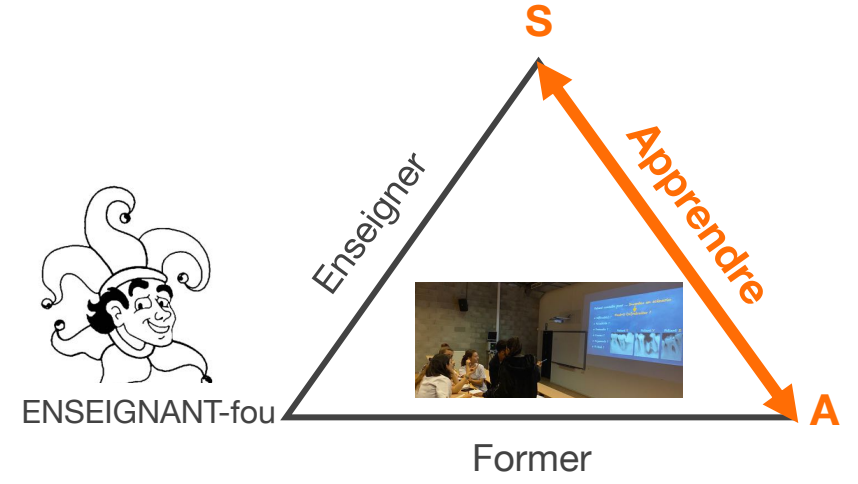 S
Enseigner
Apprendre
ENSEIGNANT-fou
A
Former